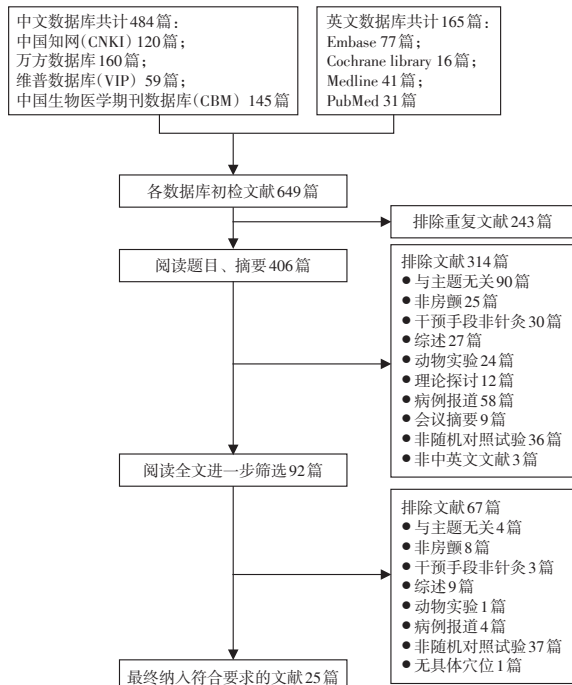 中文数据库共计484篇：
中国知网(CNKI) 120篇；
万方数据库160篇；
维普数据库(VIP) 59篇；
中国生物医学期刊数据库(CBM) 145篇
英文数据库共计165篇：
Embase 77篇；
Cochrane library 16篇；
Medline 41篇；
PubMed 31篇
各数据库初检文献649篇
排除重复文献243篇
阅读题目、摘要406篇
排除文献314篇
●与主题无关90篇
●非房颤25篇
●干预手段非针灸30篇
●综述27篇
●动物实验24篇
●理论探讨12篇
●病例报道58篇
●会议摘要9篇
●非随机对照试验36篇
●非中英文文献3篇
阅读全文进一步筛选92篇
排除文献67篇
●与主题无关4篇
●非房颤8篇
●干预手段非针灸3篇
●综述9篇
●动物实验1篇
●病例报道4篇
●非随机对照试验37篇
●无具体穴位1篇
最终纳入符合要求的文献25篇